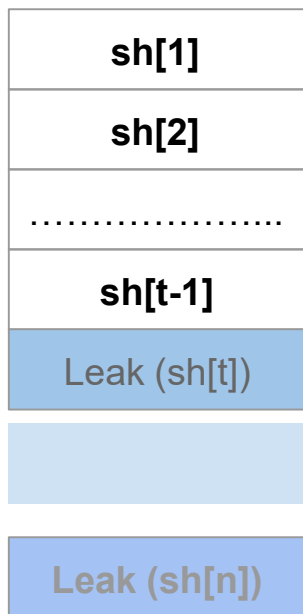 sh[1]
sh[2]
…………………...
sh[t-1]
Leak (sh[t])
Leak (sh[n])